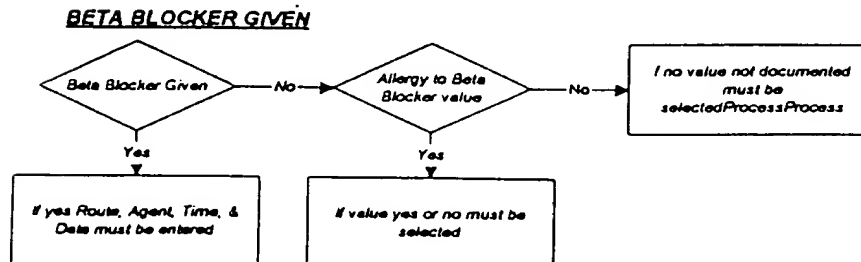 BETA BLOCKER GIVEN
Beta Blocker Given
No
Allergy to Beta
Blocker value
No
I no value not documented
must be
selectedProcessProcess
Yes
Yes
If yes Route, Agent, Time, &
Date must be entered
If value yes or no must be
selected